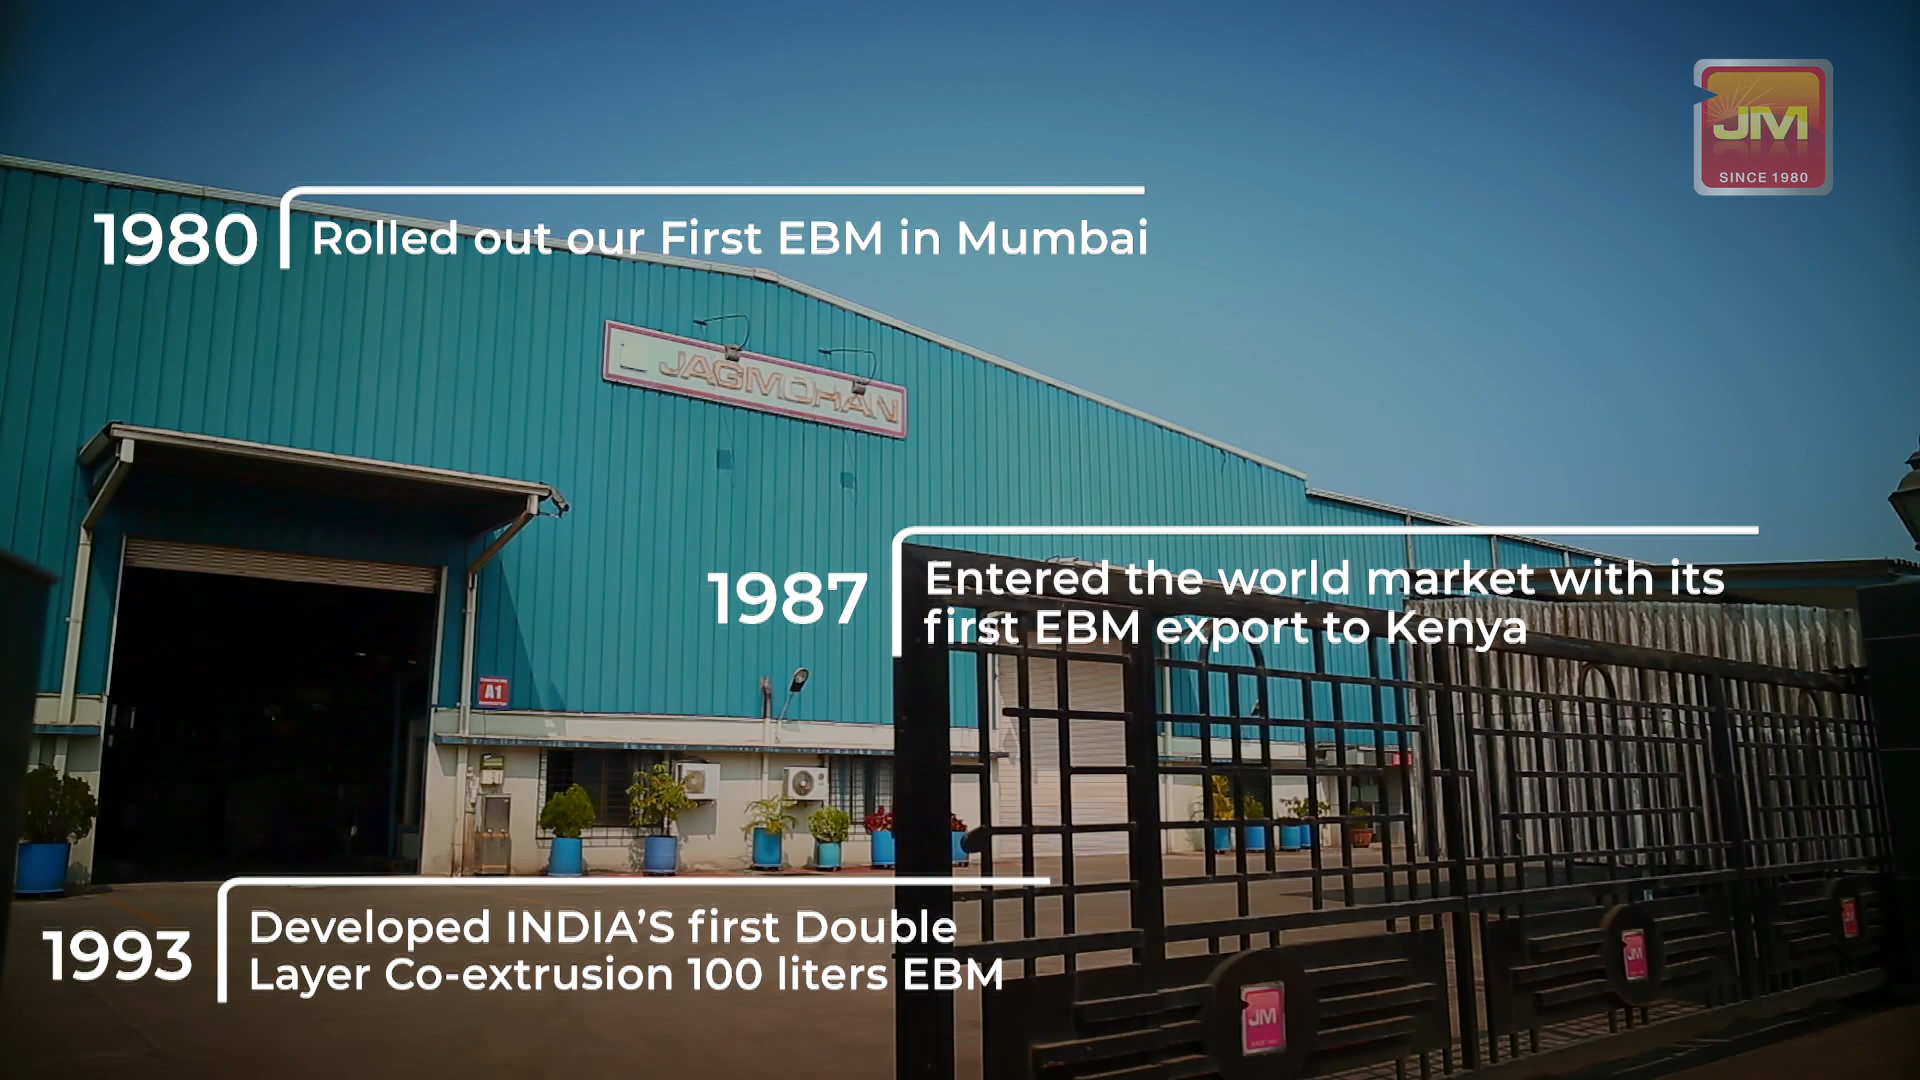 JM
SINCE 1980
1980
Rolled out our First EBM in Mumbai
JAGMOHAN
1987
Entered the world market with its
first EBM export to Kenya
A1
1993
Developed INDIA'S first Double
Layer Co-extrusion 100 liters EBM
JM
JM